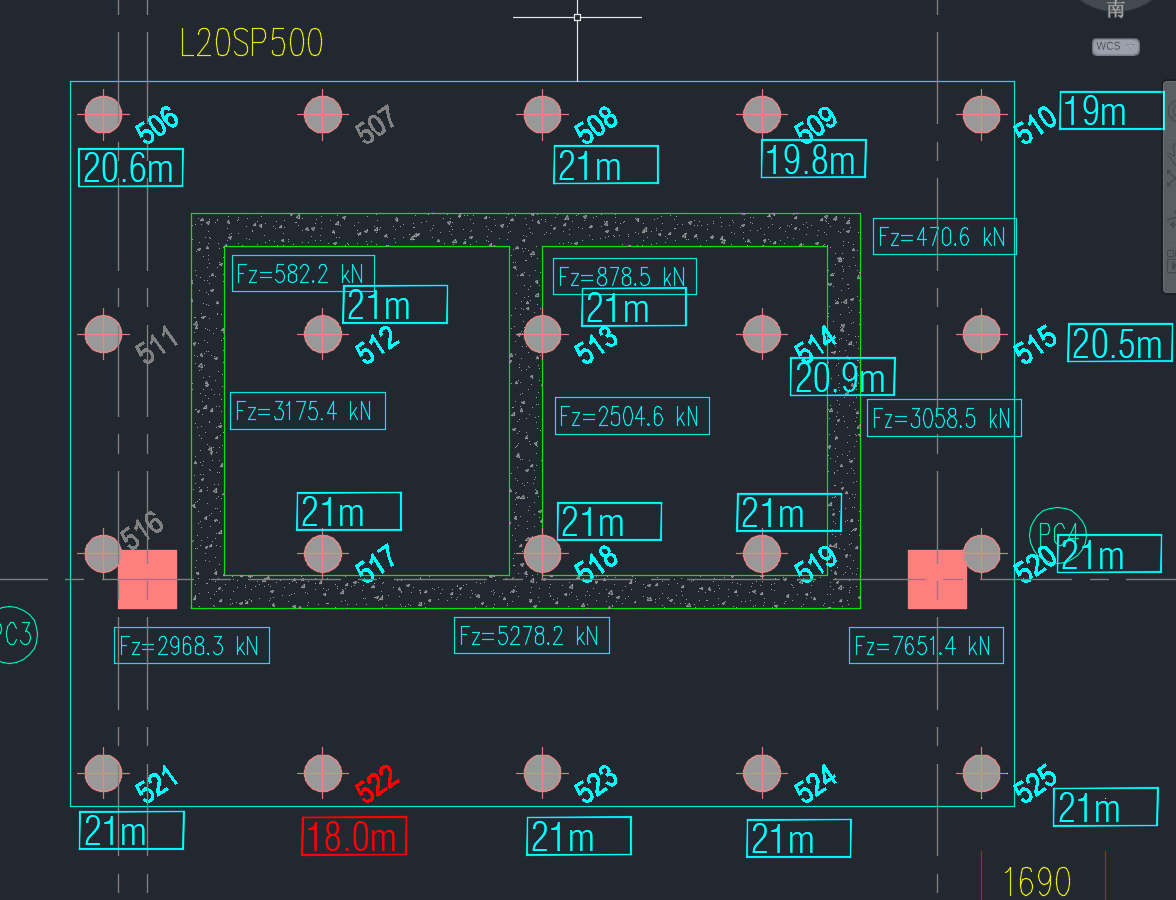 南
WCS
L20SP500
506
507
508
509
510
19m
20.6m
21m
19.8m
Fz=470.6 kN
Fz=582.2 kN
Fz=878.5 kN
21m
21m
511
512
513
514
515
20.5m
20.9m
Fz=3175.4 kN
Fz=2504.6 kN
Fz=3058.5 kN
21m
21m
21m
516
517
518
519
520
PC4
21m
PC3
Fz=2968.3 kN
Fz=5278.2 kN
Fz=7651.4 kN
521
522
523
524
525
21m
18.0m
21m
21m
21m
1690